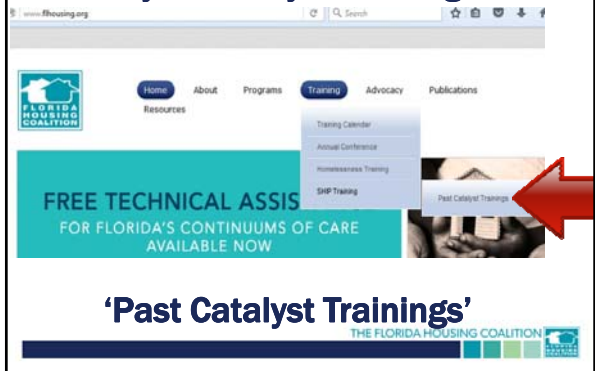 www.flhousing.org
Search
Home About Programs Training Advocacy Publications
Resources
FLORIDA
HOUSING
COALITION
Training Calendar
Annual Conference
Homelessness Training
SHIP Training
Past Catalyst Trainings
FREE TECHNICAL ASSIS
FOR FLORIDA'S CONTINUUMS OF CARE
AVAILABLE NOW
‘Past Catalyst Trainings’
THE FLORIDA HOUSING COALITION